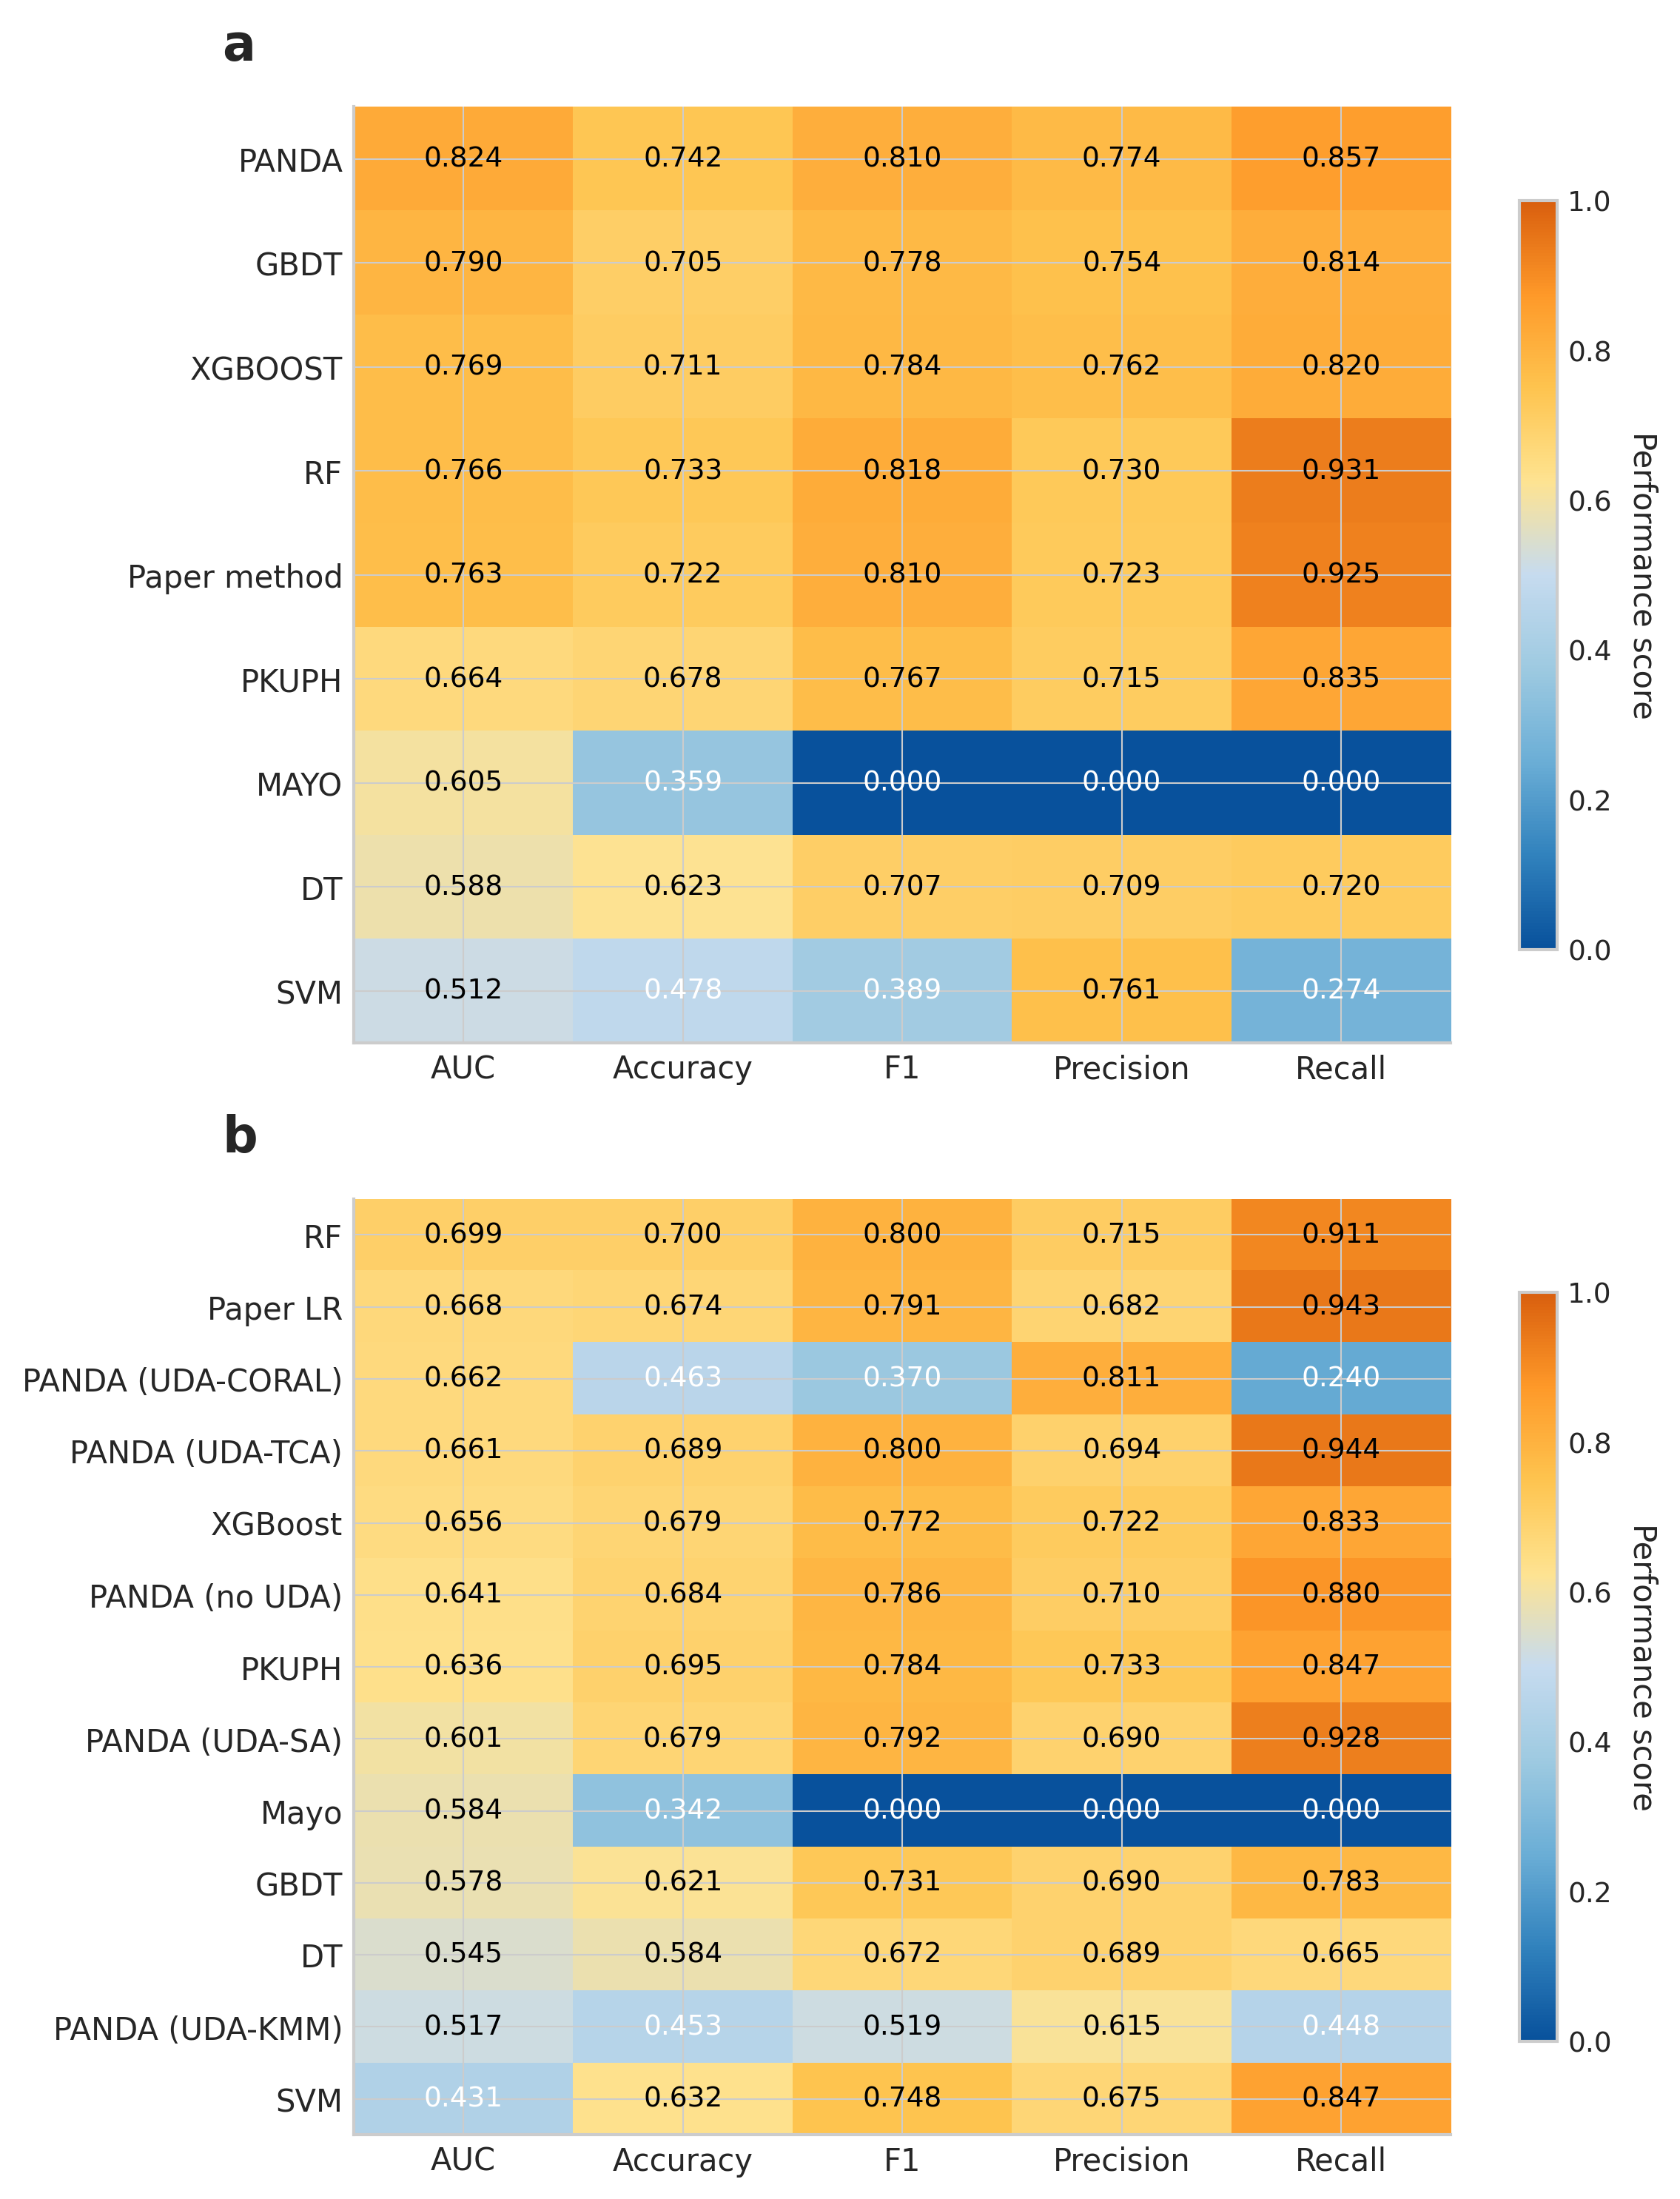 a
PANDA 0.824 0.742 0.810 0.774 0.857
GBDT 0.790 0.705 0.778 0.754 0.814
XGBOOST 0.769 0.711 0.784 0.762 0.820
RF 0.766 0.733 0.818 0.730 0.931
Paper method 0.763 0.722 0.810 0.723 0.925
PKUPH 0.664 0.678 0.767 0.715 0.835
MAYO 0.605 0.359 0.000 0.000 0.000
DT 0.588 0.623 0.707 0.709 0.720
SVM 0.512 0.478 0.389 0.761 0.274
AUC Accuracy F1 Precision Recall
1.0
0.8
0.6
0.4
0.2
0.0
Performance score
b
RF 0.699 0.700 0.800 0.715 0.911
Paper LR 0.668 0.674 0.791 0.682 0.943
PANDA (UDA-CORAL) 0.662 0.463 0.370 0.811 0.240
PANDA (UDA-TCA) 0.661 0.689 0.800 0.694 0.944
XGBoost 0.656 0.679 0.772 0.722 0.833
PANDA (no UDA) 0.641 0.684 0.786 0.710 0.880
PKUPH 0.636 0.695 0.784 0.733 0.847
PANDA (UDA-SA) 0.601 0.679 0.792 0.690 0.928
Mayo 0.584 0.342 0.000 0.000 0.000
GBDT 0.578 0.621 0.731 0.690 0.783
DT 0.545 0.584 0.672 0.689 0.665
PANDA (UDA-KMM) 0.517 0.453 0.519 0.615 0.448
SVM 0.431 0.632 0.748 0.675 0.847
AUC Accuracy F1 Precision Recall
1.0
0.8
0.6
0.4
0.2
0.0
Performance score